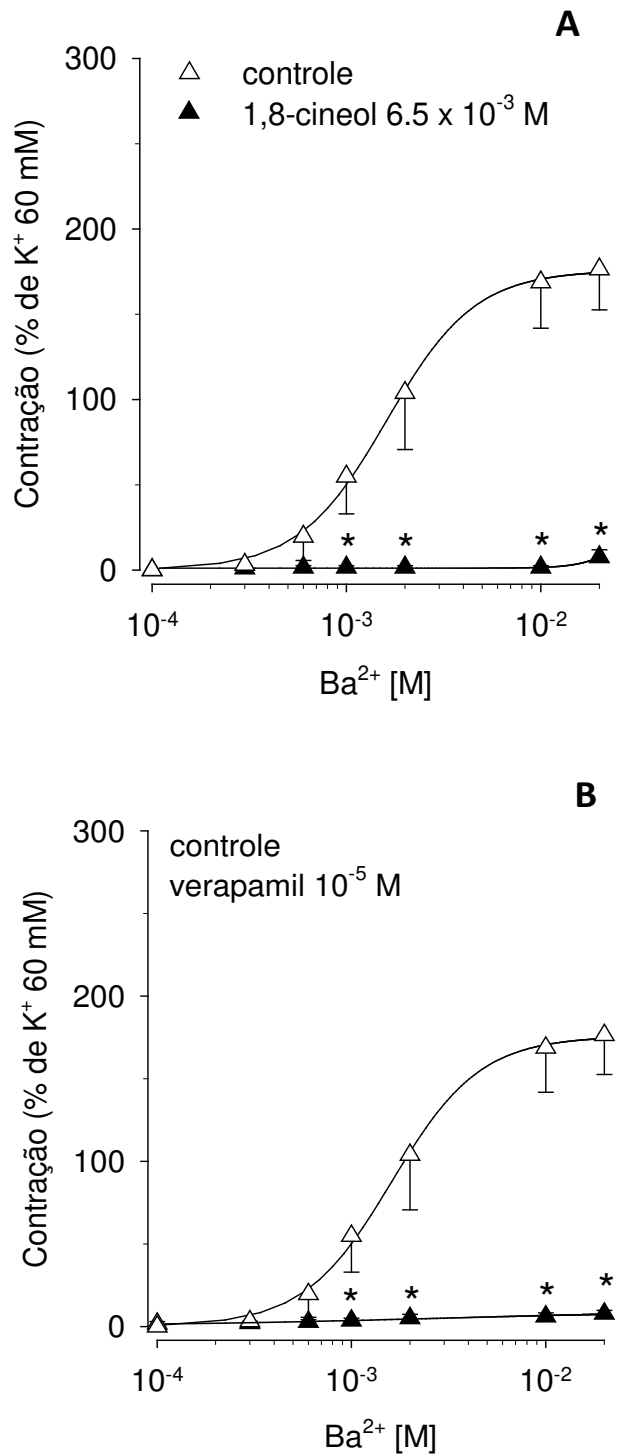 A
300
△ controle
▲ 1,8-cineol 6.5 x 10⁻³ M
200
100
0
Contração (% de K⁺ 60 mM)
* * * *
10⁻⁴ 10⁻³ 10⁻²
Ba²⁺ [M]
B
300
controle
verapamil 10⁻⁵ M
200
100
0
Contração (% de K⁺ 60 mM)
* * * *
10⁻⁴ 10⁻³ 10⁻²
Ba²⁺ [M]